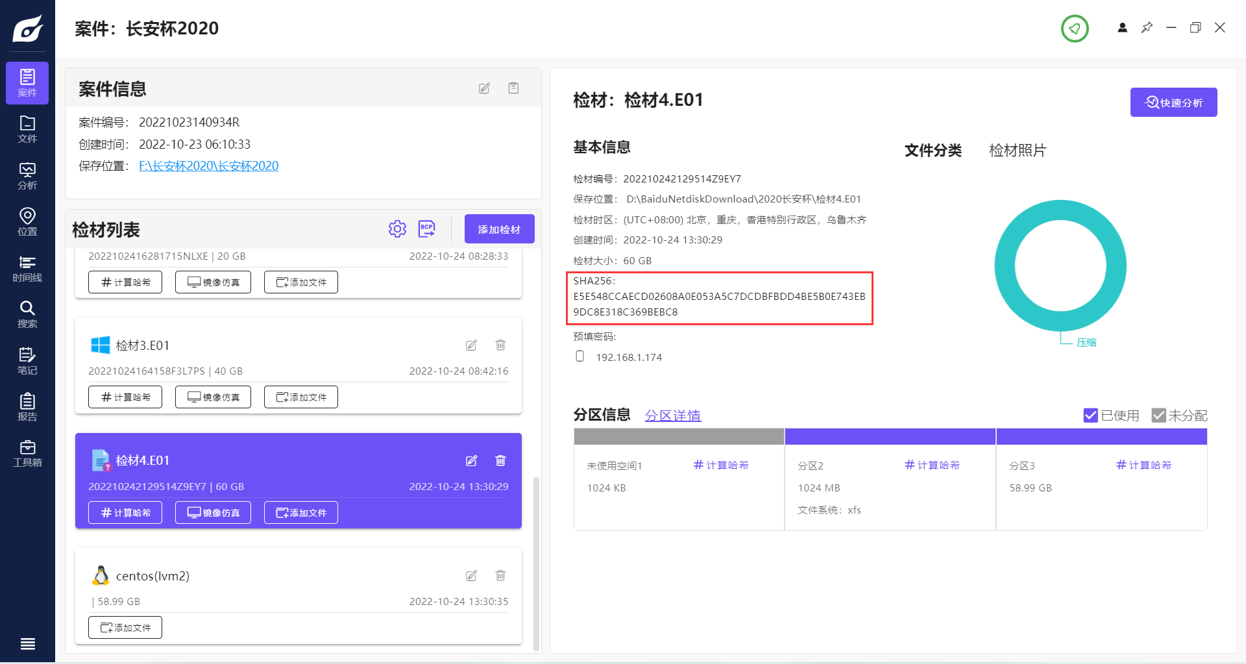 案件：长安杯2020
案件
文件
分析
位置
时间线
搜索
笔记
报告
工具箱
案件信息
案件编号： 20221023140934R
创建时间： 2022-10-23 06:10:33
保存位置： F:\长安杯2020\长安杯2020
检材列表
BCP
添加检材
2022102416281715NLXE | 20 GB 2022-10-24 08:28:33
计算哈希 镜像仿真 添加文件
检材3.E01
20221024164158F3L7PS | 40 GB 2022-10-24 08:42:16
计算哈希 镜像仿真 添加文件
检材4.E01
202210242129514Z9EY7 | 60 GB 2022-10-24 13:30:29
计算哈希 镜像仿真 添加文件
centos(lvm2)
| 58.99 GB 2022-10-24 13:30:35
添加文件
检材：检材4.E01
快速分析
基本信息
检材编号：202210242129514Z9EY7
保存位置： D:\BaiduNetdiskDownload\2020长安杯\检材4.E01
检材时区：(UTC+08:00) 北京，重庆，香港特别行政区，乌鲁木齐
创建时间：2022-10-24 13:30:29
检材大小：60 GB
SHA256：
E5E548CCAECD02608A0E053A5C7DCDBFBDD4BE5B0E743EB
9DC8E318C369BEBC8
预填密码：
192.168.1.174
文件分类 检材照片
压缩
分区信息 分区详情
已使用 未分配
未使用空间1 计算哈希
1024 KB
分区2 计算哈希
1024 MB
文件系统：xfs
分区3 计算哈希
58.99 GB